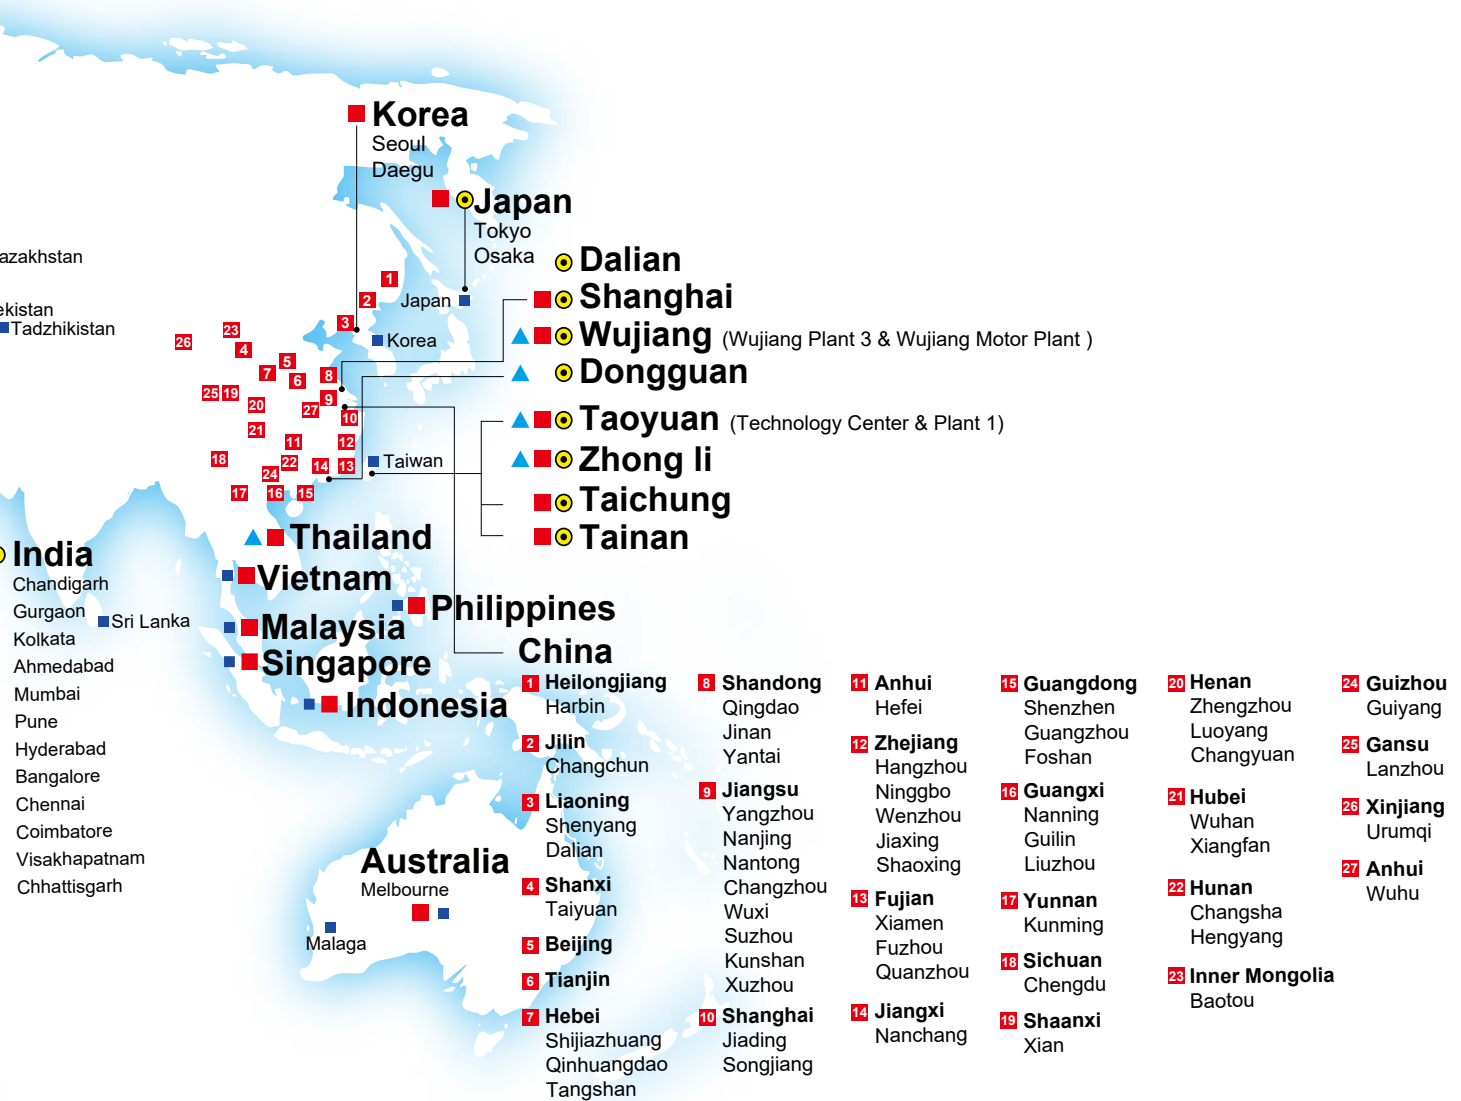 Korea
Seoul
Daegu
Japan
Tokyo
Osaka
azakhstan
ekistan
Tadzhikistan
Japan
Korea
Taiwan
Dalian
Shanghai
Wujiang (Wujiang Plant 3 & Wujiang Motor Plant )
Dongguan
Taoyuan (Technology Center & Plant 1)
Zhong li
Taichung
Tainan
1
2
3
23
26
4
5
7
6
8
25
19
9
20
27
10
21
11
12
18
22
14
13
24
17
16
15
Thailand
Vietnam
Malaysia
Singapore
Indonesia
Philippines
India
Chandigarh
Gurgaon
Kolkata
Ahmedabad
Mumbai
Pune
Hyderabad
Bangalore
Chennai
Coimbatore
Visakhapatnam
Chhattisgarh
Sri Lanka
Australia
Melbourne
Malaga
China
1 Heilongjiang
Harbin
2 Jilin
Changchun
3 Liaoning
Shenyang
Dalian
4 Shanxi
Taiyuan
5 Beijing
6 Tianjin
7 Hebei
Shijiazhuang
Qinhuangdao
Tangshan
8 Shandong
Qingdao
Jinan
Yantai
9 Jiangsu
Yangzhou
Nanjing
Nantong
Changzhou
Wuxi
Suzhou
Kunshan
Xuzhou
10 Shanghai
Jiading
Songjiang
11 Anhui
Hefei
12 Zhejiang
Hangzhou
Ninggbo
Wenzhou
Jiaxing
Shaoxing
13 Fujian
Xiamen
Fuzhou
Quanzhou
14 Jiangxi
Nanchang
15 Guangdong
Shenzhen
Guangzhou
Foshan
16 Guangxi
Nanning
Guilin
Liuzhou
17 Yunnan
Kunming
18 Sichuan
Chengdu
19 Shaanxi
Xian
20 Henan
Zhengzhou
Luoyang
Changyuan
21 Hubei
Wuhan
Xiangfan
22 Hunan
Changsha
Hengyang
23 Inner Mongolia
Baotou
24 Guizhou
Guiyang
25 Gansu
Lanzhou
26 Xinjiang
Urumqi
27 Anhui
Wuhu